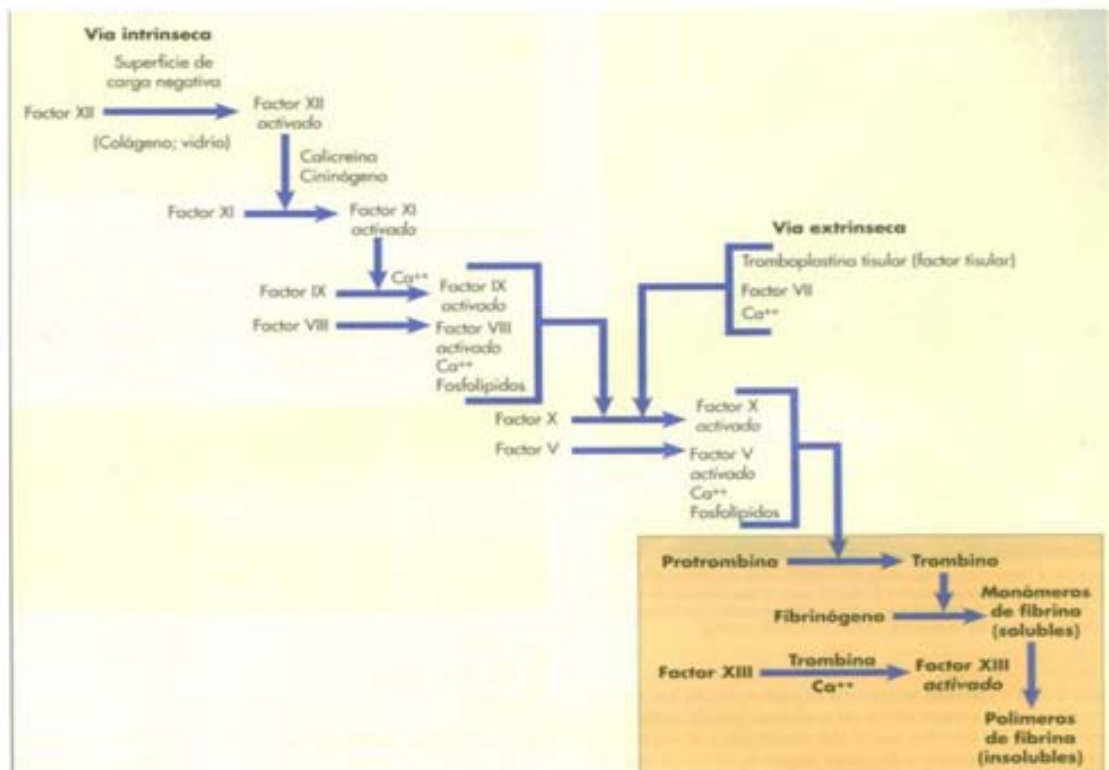 Vía intrínseca
Superficie de
carga negativa
Factor XII
Factor XII
activado
(Colágeno; vidrio)
Calicreína
Cininógeno
Factor XI
Factor XI
activado
Ca⁺⁺
Factor IX
Factor IX
activado
Factor VIII
Factor VIII
activado
Ca⁺⁺
Fosfolípidos
Vía extrínseca
Tromboplastina tisular (factor tisular)
Factor VII
Ca⁺⁺
Factor X
Factor X
activado
Factor V
Factor V
activado
Ca⁺⁺
Fosfolípidos
Protrombina
Trombina
Fibrinógeno
Monómeros
de fibrina
(solubles)
Factor XIII
Trombina
Ca⁺⁺
Factor XIII
activado
Polímeros
de fibrina
(insolubles)